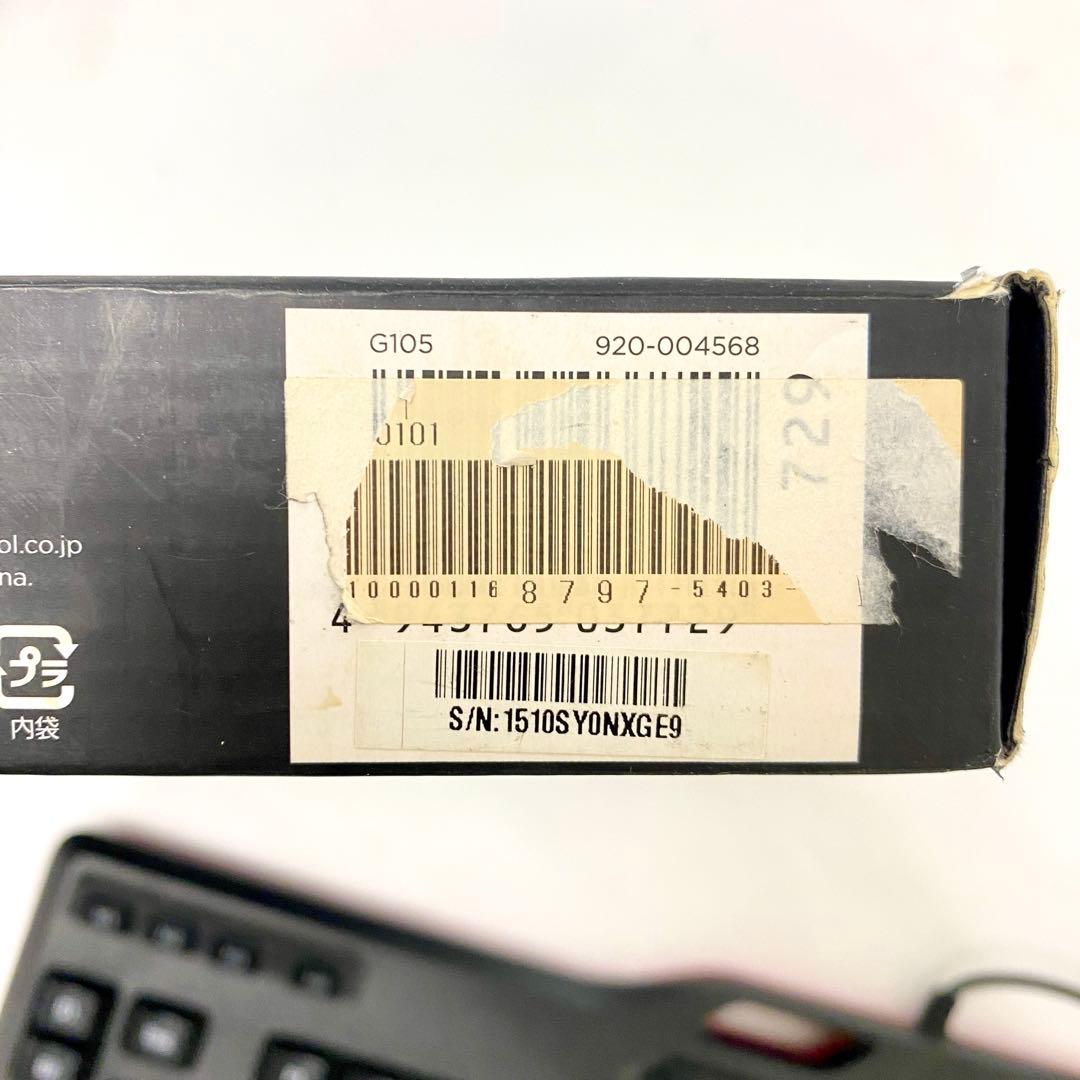 G105 920-004568
729
0101
10000116 8797-5403-
S/N:1510SY0NXGE9
ol.co.jp
na.
プラ
内袋